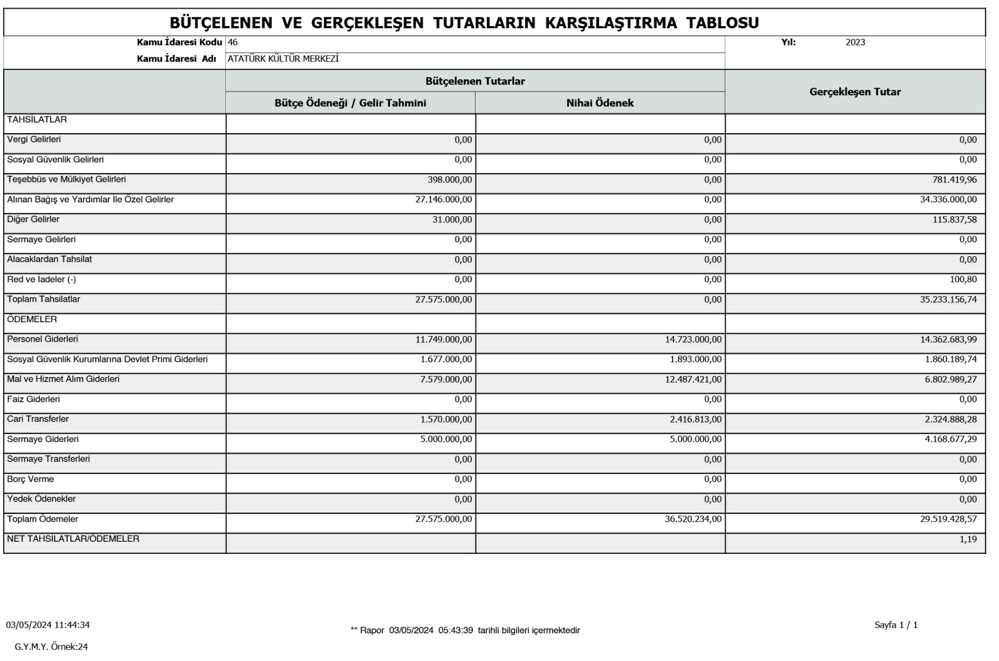 BÜTÇELENEN VE GERÇEKLEŞEN TUTARLARIN KARŞILAŞTIRMA TABLOSU
Kamu İdaresi Kodu 46 Yıl: 2023
Kamu İdaresi Adı ATATÜRK KÜLTÜR MERKEZİ
Bütçelenen Tutarlar
Gerçekleşen Tutar
Bütçe Ödeneği / Gelir Tahmini Nihai Ödenek
TAHSİLATLAR
Vergi Gelirleri 0,00 0,00 0,00
Sosyal Güvenlik Gelirleri 0,00 0,00 0,00
Teşebbüs ve Mülkiyet Gelirleri 398.000,00 0,00 781.419,96
Alınan Bağış ve Yardımlar İle Özel Gelirler 27.146.000,00 0,00 34.336.000,00
Diğer Gelirler 31.000,00 0,00 115.837,58
Sermaye Gelirleri 0,00 0,00 0,00
Alacaklardan Tahsilat 0,00 0,00 0,00
Red ve İadeler (-) 0,00 0,00 100,80
Toplam Tahsilatlar 27.575.000,00 0,00 35.233.156,74
ÖDEMELER
Personel Giderleri 11.749.000,00 14.723.000,00 14.362.683,99
Sosyal Güvenlik Kurumlarına Devlet Primi Giderleri 1.677.000,00 1.893.000,00 1.860.189,74
Mal ve Hizmet Alım Giderleri 7.579.000,00 12.487.421,00 6.802.989,27
Faiz Giderleri 0,00 0,00 0,00
Cari Transferler 1.570.000,00 2.416.813,00 2.324.888,28
Sermaye Giderleri 5.000.000,00 5.000.000,00 4.168.677,29
Sermaye Transferleri 0,00 0,00 0,00
Borç Verme 0,00 0,00 0,00
Yedek Ödenekler 0,00 0,00 0,00
Toplam Ödemeler 27.575.000,00 36.520.234,00 29.519.428,57
NET TAHSİLATLAR/ÖDEMELER 1,19
03/05/2024 11:44:34
** Rapor 03/05/2024 05:43:39 tarihli bilgileri içermektedir
Sayfa 1 / 1
G.Y.M.Y. Örnek:24